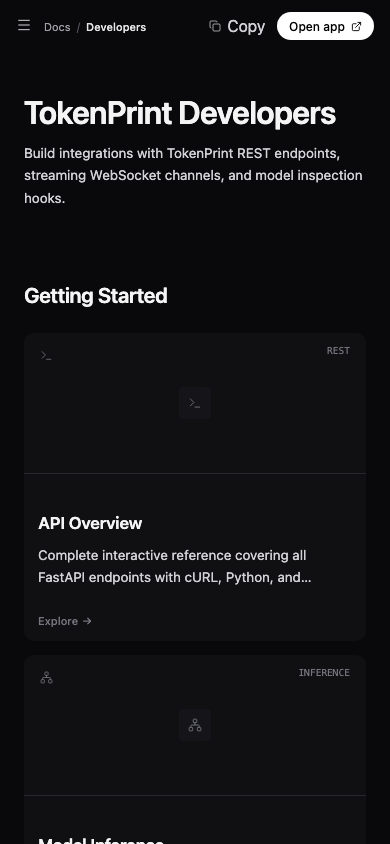 Docs / Developers
Copy
Open app
TokenPrint Developers
Build integrations with TokenPrint REST endpoints,
streaming WebSocket channels, and model inspection
hooks.
Getting Started
REST
API Overview
Complete interactive reference covering all
FastAPI endpoints with cURL, Python, and...
Explore →
INFERENCE
Model Inference